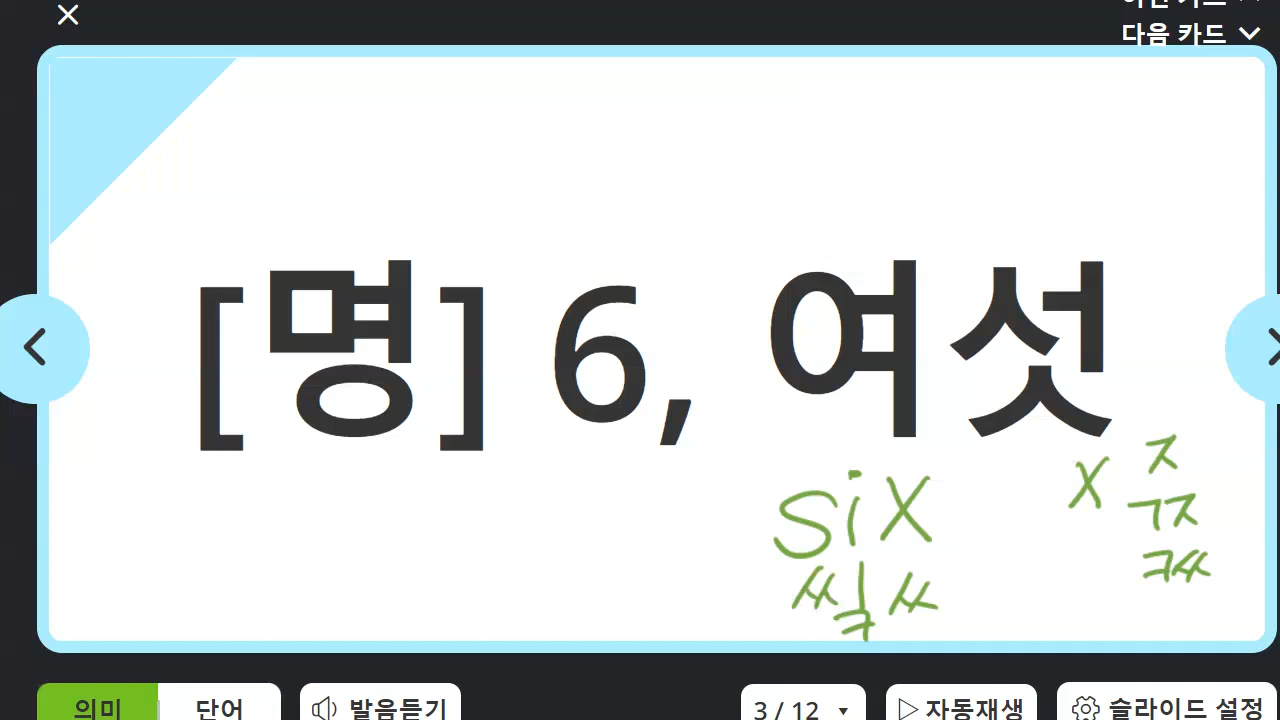 다음 카드
[명] 6, 여섯
six
씩ㅆ
x ㅈ
ㄱㅈ
ㅋㅆ
의미
단어
발음듣기
3 / 12
자동재생
슬라이드 설정